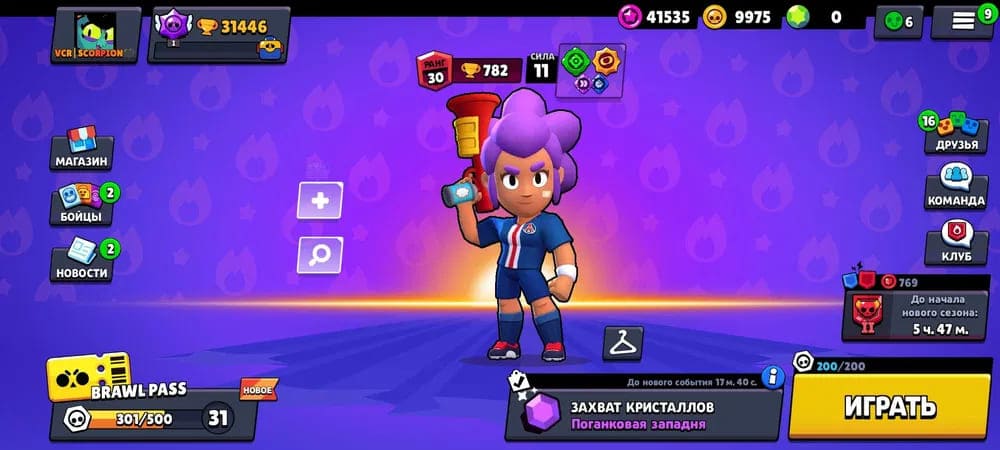 VCR|SCORPION
1
31446
41535
9975
0
6
9
РАНГ
30
782
СИЛА
11
МАГАЗИН
БОЙЦЫ
2
НОВОСТИ
2
16
ДРУЗЬЯ
КОМАНДА
КЛУБ
769
До начала
нового сезона:
5 ч. 47 м.
II
BRAWL PASS
НОВОЕ
301/500
31
До нового события 17 м. 40 с.
i
ЗАХВАТ КРИСТАЛЛОВ
Поганковая западня
200/200
ИГРАТЬ